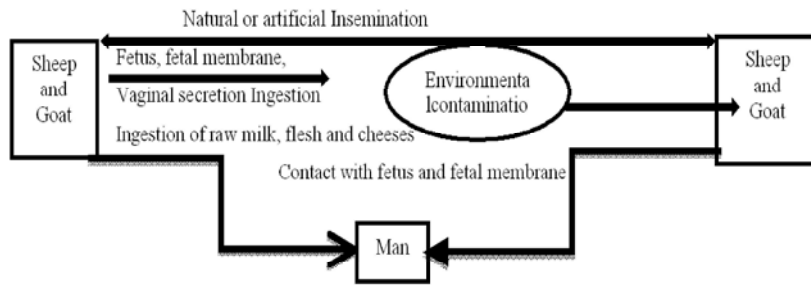 Natural or artificial Insemination
Sheep
and
Goat
Fetus, fetal membrane,
Vaginal secretion Ingestion
Environmenta
lcontaminatio
Sheep
and
Goat
Ingestion of raw milk, flesh and cheeses
Contact with fetus and fetal membrane
Man